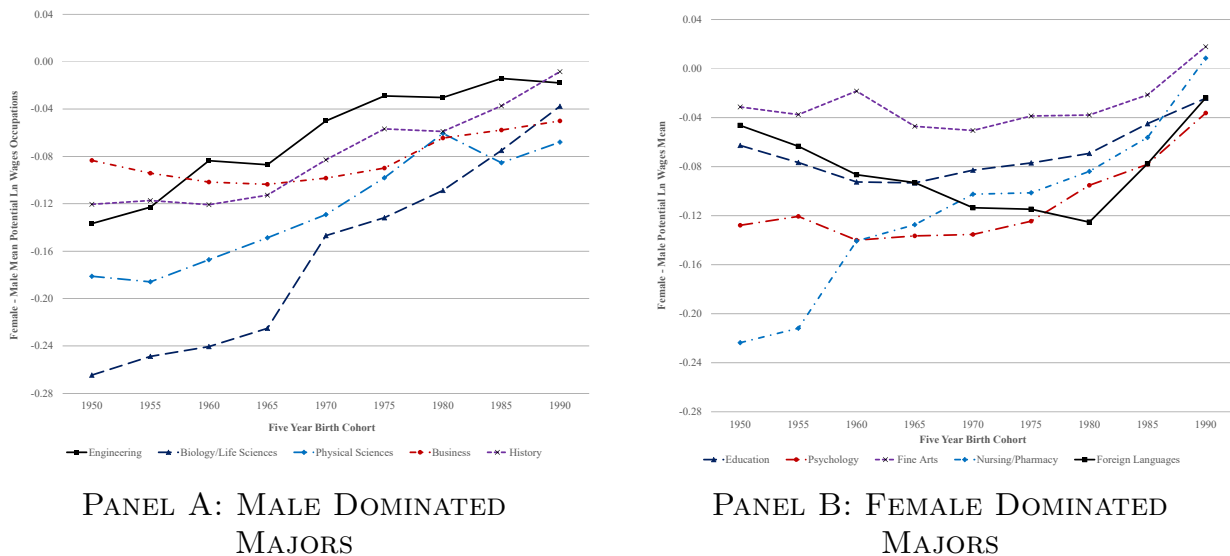 0.04
0.00
-0.04
-0.08
-0.12
-0.16
-0.20
-0.24
-0.28
Female - Male Mean Potential Ln Wages Occupations
1950 1955 1960 1965 1970 1975 1980 1985 1990
Five Year Birth Cohort
Engineering Biology/Life Sciences Physical Sciences Business History
PANEL A: MALE DOMINATED
MAJORS
0.04
0.00
-0.04
-0.08
-0.12
-0.16
-0.20
-0.24
-0.28
Female - Male Potential Ln Wages Mean
1950 1955 1960 1965 1970 1975 1980 1985 1990
Five Year Birth Cohort
Education Psychology Fine Arts Nursing/Pharmacy Foreign Languages
PANEL B: FEMALE DOMINATED
MAJORS